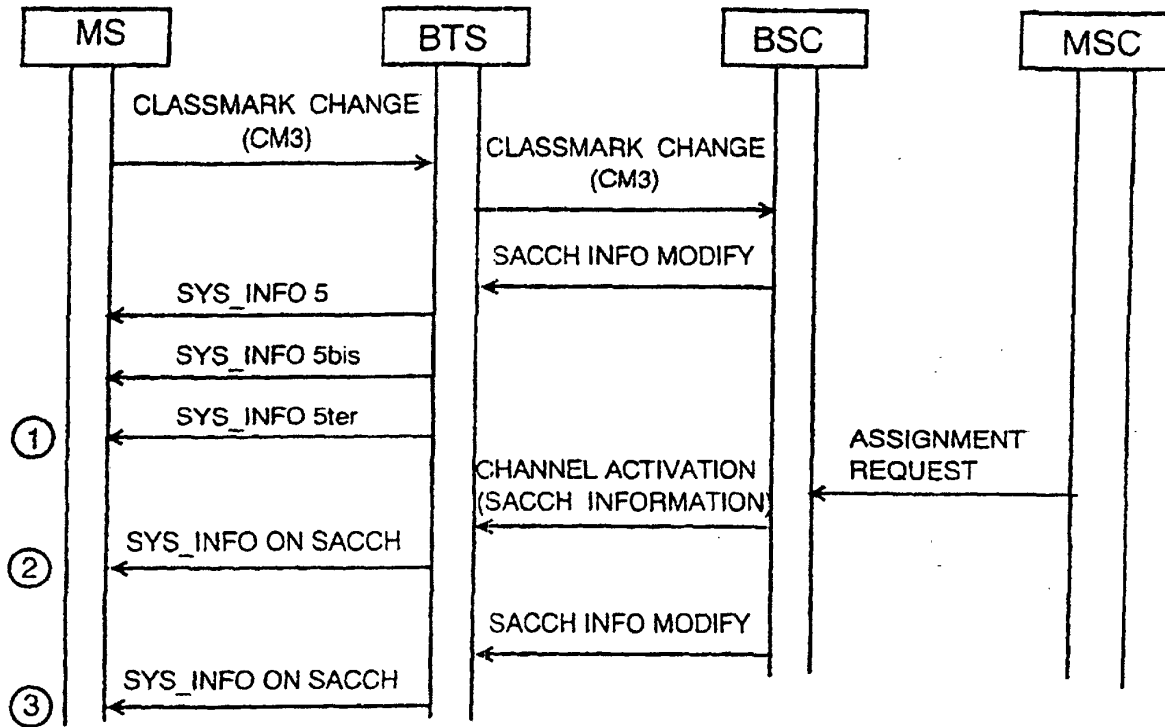 MS
BTS
BSC
MSC
CLASSMARK CHANGE
(CM3)
CLASSMARK CHANGE
(CM3)
SACCH INFO MODIFY
SYS_INFO 5
SYS_INFO 5bis
SYS_INFO 5ter
1
ASSIGNMENT
REQUEST
CHANNEL ACTIVATION
(SACCH INFORMATION)
SYS_INFO ON SACCH
2
SACCH INFO MODIFY
SYS_INFO ON SACCH
3